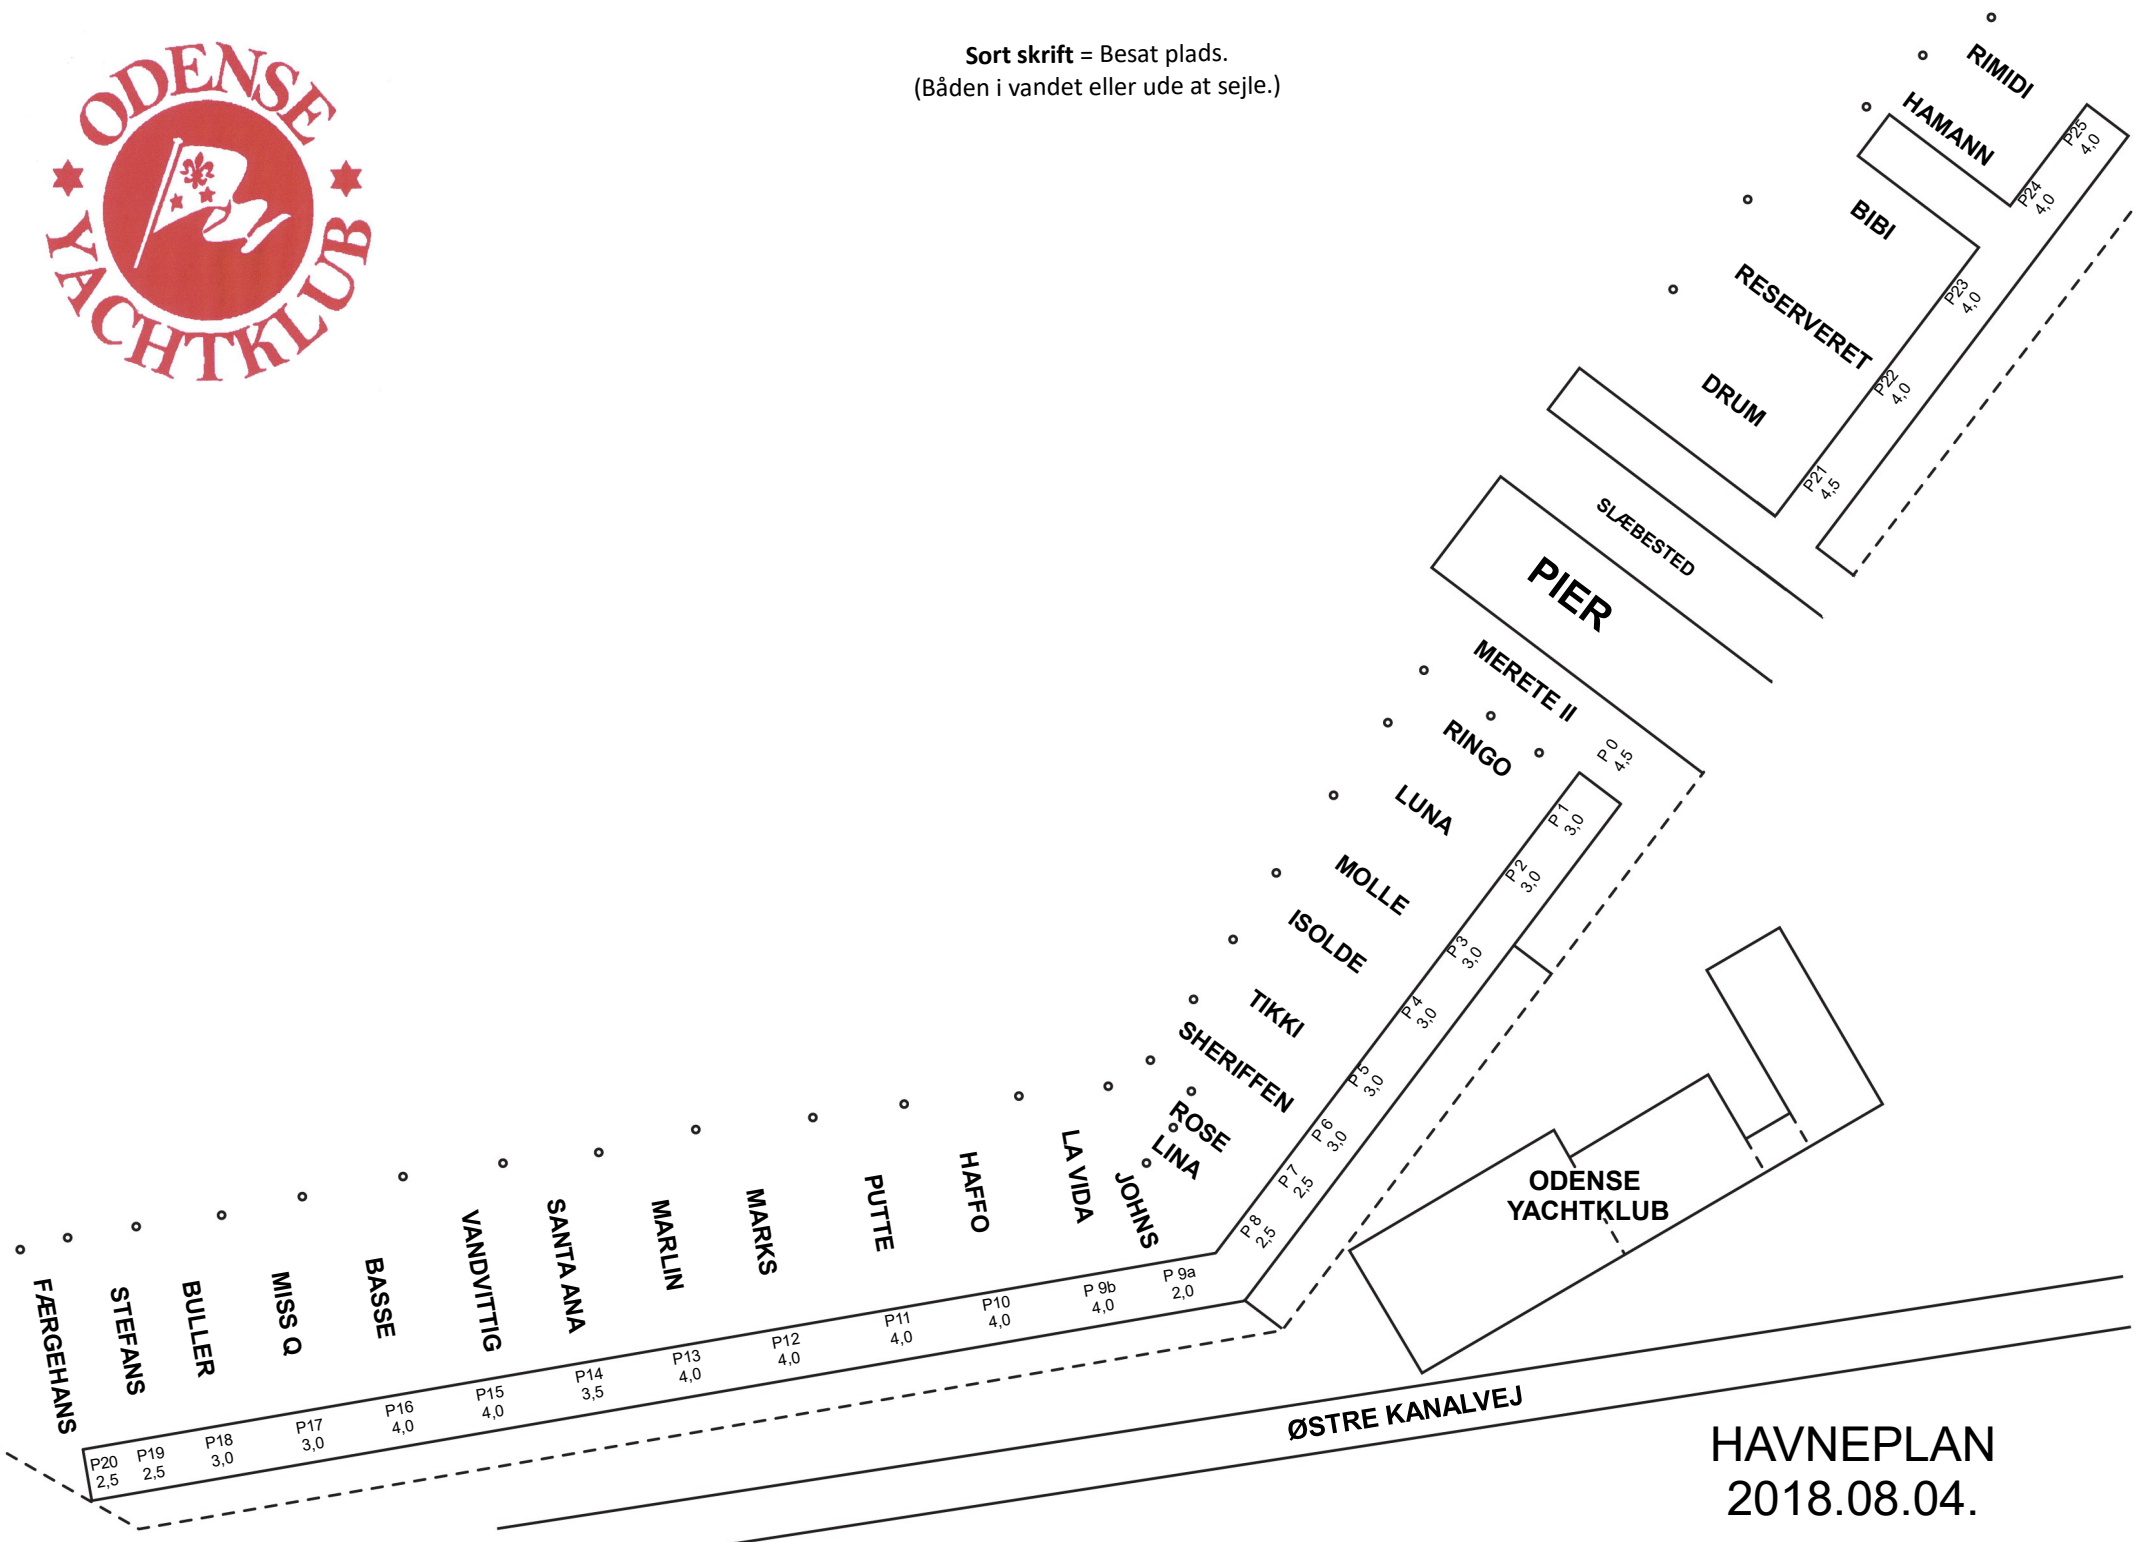 ODENSE
YACHTKLUB
Sort skrift = Besat plads.
(Båden i vandet eller ude at sejle.)
RIMIDI
HAMANN
BIBI
RESERVERET
DRUM
P25
4,0
P24
4,0
P23
4,0
P22
4,0
P21
4,5
SLÆBESTED
PIER
MERETE II
RINGO
LUNA
MOLLE
ISOLDE
TIKKI
SHERIFFEN
ROSE
LINA
P 0
4,5
P 1
3,0
P 2
3,0
P 3
3,0
P 4
3,0
P 5
3,0
P 6
3,0
P 7
2,5
P 8
2,5
FÆRGEHANS
STEFANS
BULLER
MISS Q
BASSE
VANDVITTIG
SANTA ANA
MARLIN
MARKS
PUTTE
HAFFO
LA VIDA
JOHNS
P20
2,5
P19
2,5
P18
3,0
P17
3,0
P16
4,0
P15
4,0
P14
3,5
P13
4,0
P12
4,0
P11
4,0
P10
4,0
P 9b
4,0
P 9a
2,0
ODENSE
YACHTKLUB
ØSTRE KANALVEJ
HAVNEPLAN
2018.08.04.